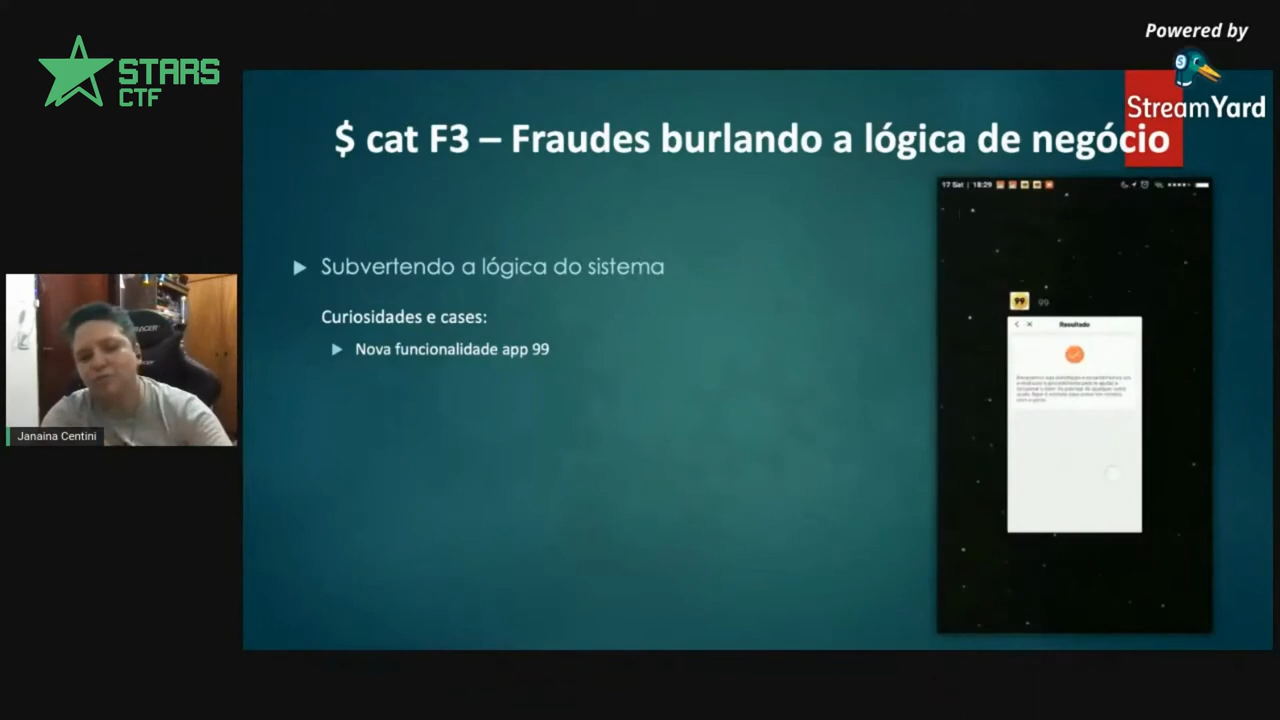 Powered by
StreamYard
STARS
CTF
$ cat F3 – Fraudes burlando a lógica de negócio
17 Sat | 18:29
Subvertendo a lógica do sistema
99
99
Curiosidades e cases:
Resultado
Nova funcionalidade app 99
Janaina Centini